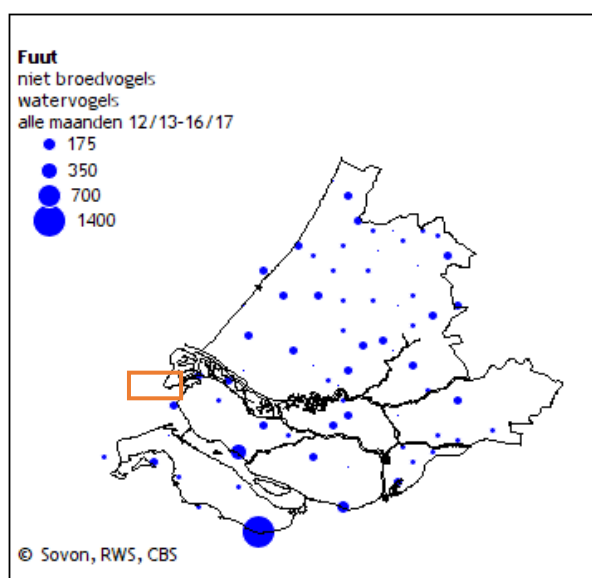 Fuut
niet broedvogels
watervogels
alle maanden 12/13-16/17
175
350
700
1400
© Sovon, RWS, CBS